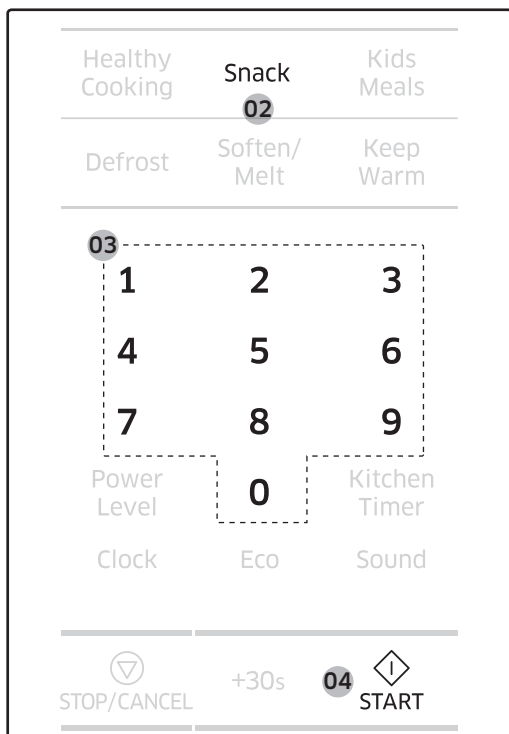 Healthy Cooking
Snack
Kids Meals
02
Defrost
Soften/ Melt
Keep Warm
03
1 2 3
4 5 6
7 8 9
Power Level
0
Kitchen Timer
Clock Eco Sound
STOP/CANCEL
+30s
04
START